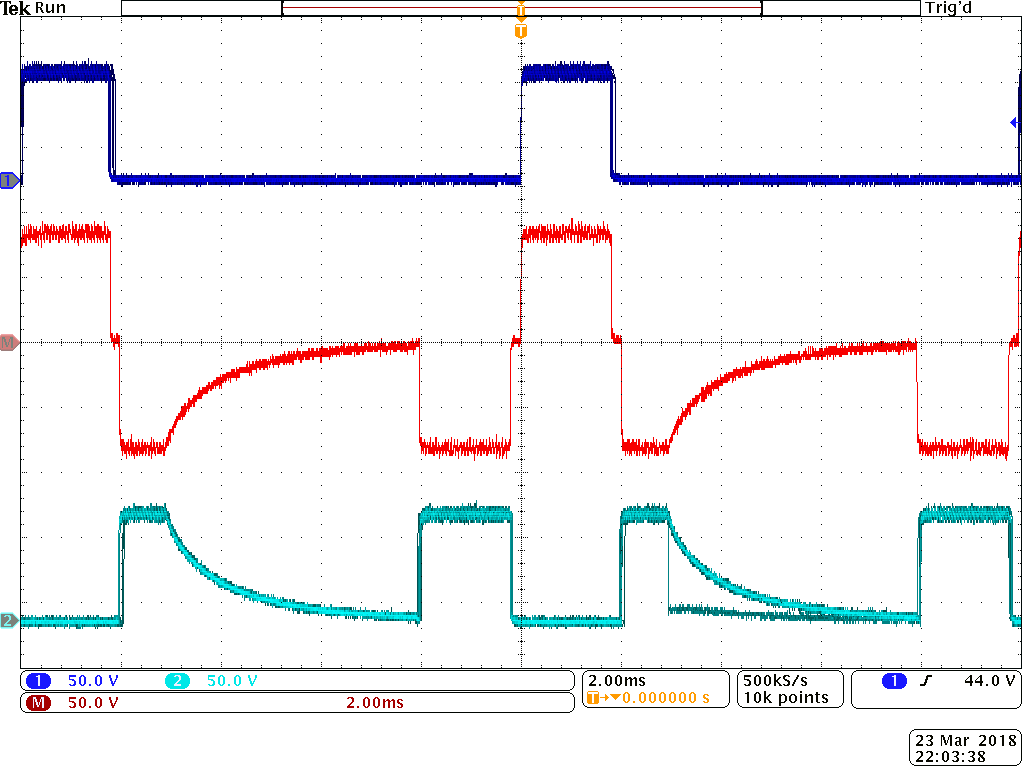 Tek Run Trig'd
T
T
1
M
2
1 50.0 V 2 50.0 V 2.00ms 500kS/s 1 44.0 V
T 0.000000 s 10k points
M 50.0 V 2.00ms
23 Mar 2018
22:03:38